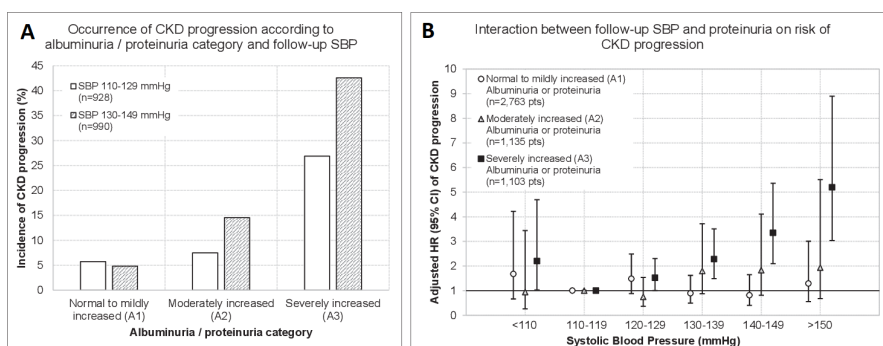 A
Occurrence of CKD progression according to
albuminuria / proteinuria category and follow-up SBP
Incidence of CKD progression (%)
45
40
35
30
25
20
15
10
5
0
SBP 110-129 mmHg
(n=928)
SBP 130-149 mmHg
(n=990)
Normal to mildly
increased (A1)
Moderately increased
(A2)
Severely increased
(A3)
Albuminuria / proteinuria category
B
Interaction between follow-up SBP and proteinuria on risk of
CKD progression
Adjusted HR (95% CI) of CKD progression
10
9
8
7
6
5
4
3
2
1
0
Normal to mildly increased (A1)
Albuminuria or proteinuria
(n=2,763 pts)
Moderately increased (A2)
Albuminuria or proteinuria
(n=1,135 pts)
Severely increased (A3)
Albuminuria or proteinuria
(n=1,103 pts)
<110
110-119
120-129
130-139
140-149
>150
Systolic Blood Pressure (mmHg)